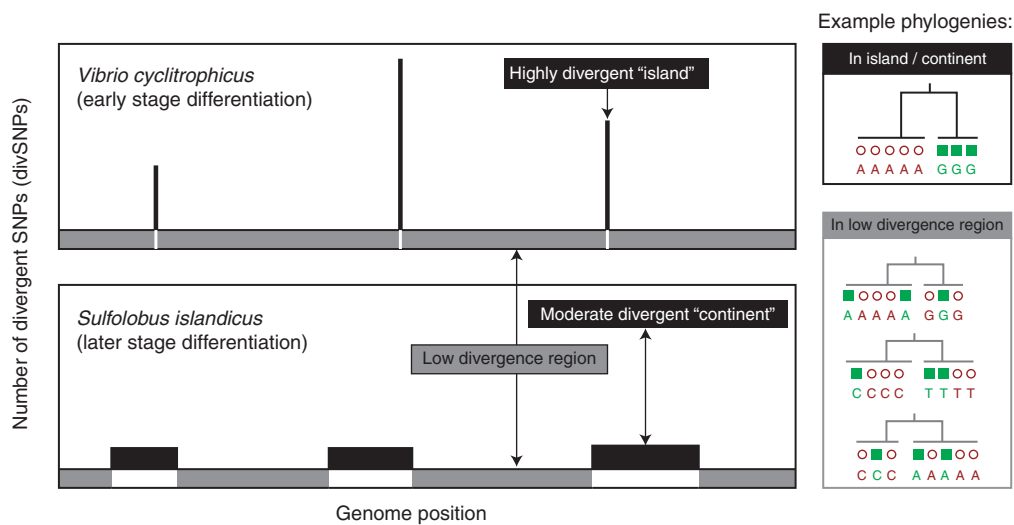 Example phylogenies:
Number of divergent SNPs (divSNPs)
Vibrio cyclitrophicus
(early stage differentiation)
Highly divergent “island”
In island / continent
A A A A A G G G
In low divergence region
A A A A A G G G
C C C C T T T T
C C C A A A A A
Sulfolobus islandicus
(later stage differentiation)
Moderate divergent “continent”
Low divergence region
Genome position